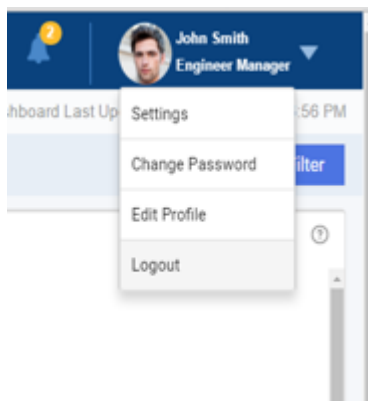 2
John Smith
Engineer Manager
hboard Last Up
:56 PM
Settings
Change Password
ilter
Edit Profile
Logout